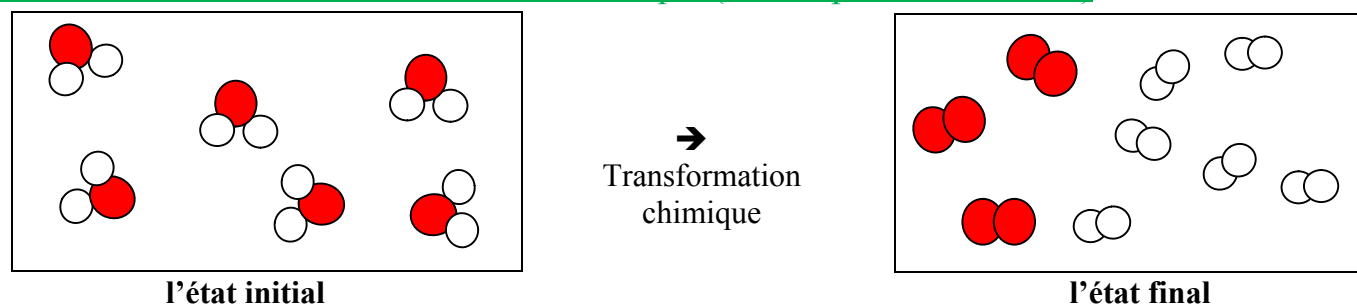 ➔
Transformation
chimique
l’état initial
l’état final